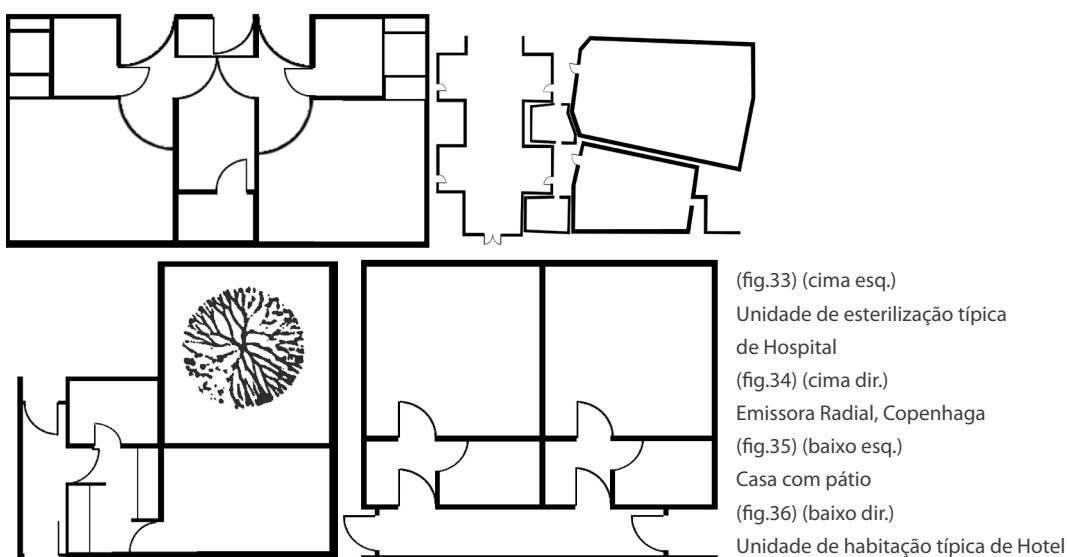 (fig.33) (cima esq.)
Unidade de esterilização típica
de Hospital
(fig.34) (cima dir.)
Emissora Radial, Copenhaga
(fig.35) (baixo esq.)
Casa com pátio
(fig.36) (baixo dir.)
Unidade de habitação típica de Hotel